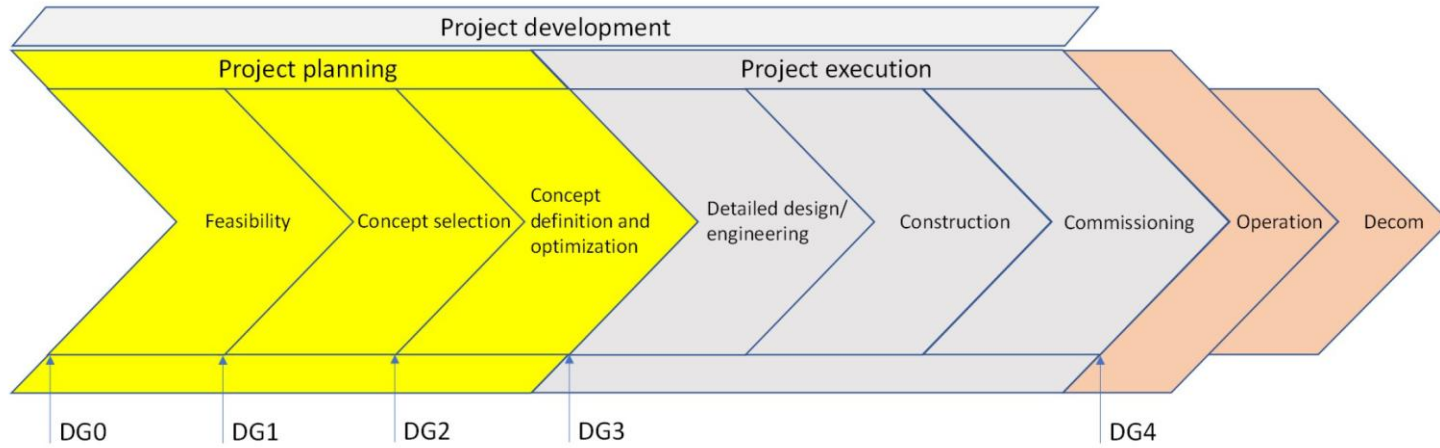 Project development
Project planning
Project execution
Feasibility
Concept selection
Concept
definition and
optimization
Detailed design/
engineering
Construction
Commissioning
Operation
Decom
DG0
DG1
DG2
DG3
DG4